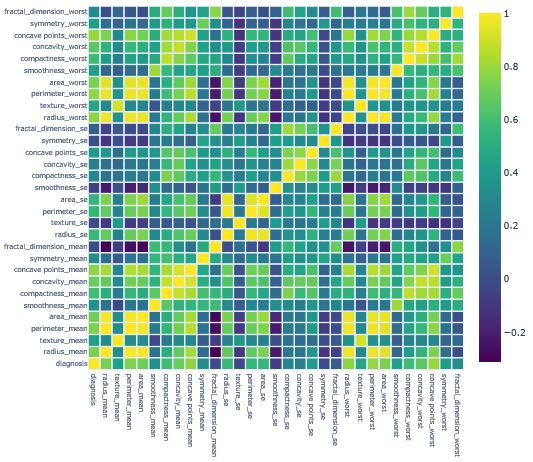 fractal_dimension_worst
symmetry_worst
concave points_worst
concavity_worst
compactness_worst
smoothness_worst
area_worst
perimeter_worst
texture_worst
radius_worst
fractal_dimension_se
symmetry_se
concave points_se
concavity_se
compactness_se
smoothness_se
area_se
perimeter_se
texture_se
radius_se
fractal_dimension_mean
symmetry_mean
concave points_mean
concavity_mean
compactness_mean
smoothness_mean
area_mean
perimeter_mean
texture_mean
radius_mean
diagnosis
diagnosis
radius_mean
texture_mean
perimeter_mean
area_mean
smoothness_mean
compactness_mean
concavity_mean
concave points_mean
symmetry_mean
fractal_dimension_mean
radius_se
texture_se
perimeter_se
area_se
smoothness_se
compactness_se
concavity_se
concave points_se
symmetry_se
fractal_dimension_se
radius_worst
texture_worst
perimeter_worst
area_worst
smoothness_worst
compactness_worst
concavity_worst
concave points_worst
symmetry_worst
fractal_dimension_worst
1
0.8
0.6
0.4
0.2
0
−0.2